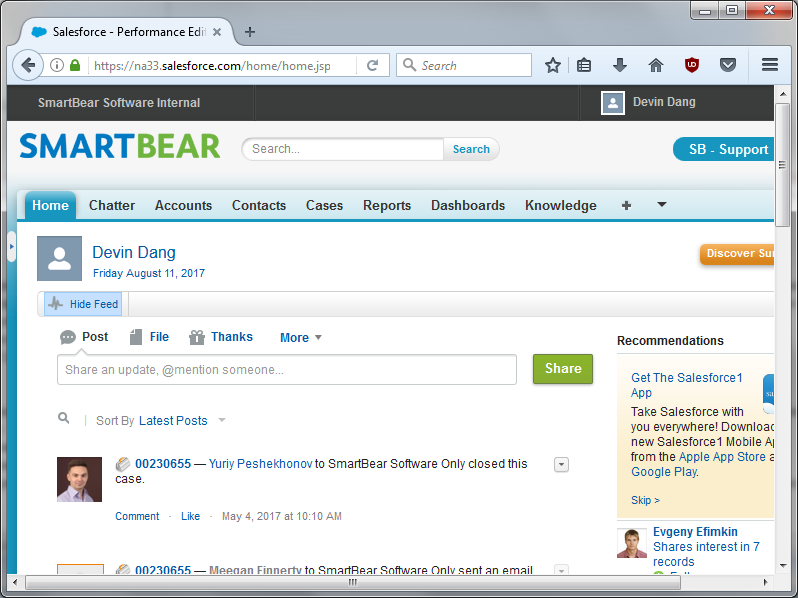 Salesforce - Performance Edi
https://na33.salesforce.com/home/home.jsp
Search
SmartBear Software Internal
Devin Dang
SMARTBEAR
Search...
Search
SB - Support
Home
Chatter
Accounts
Contacts
Cases
Reports
Dashboards
Knowledge
Devin Dang
Friday August 11, 2017
Discover Su
Hide Feed
Post
File
Thanks
More
Share an update, @mention someone...
Share
Sort By Latest Posts
00230655 — Yuriy Peshekhonov to SmartBear Software Only closed this
case.
Comment · Like · May 4, 2017 at 10:10 AM
00230655 — Meegan Finnerty to SmartBear Software Only sent an email
Recommendations
Get The Salesforce1
App
Take Salesforce with
you everywhere! Download
new Salesforce1 Mobile Ap
from the Apple App Store a
Google Play.
Skip >
Evgeny Efimkin
Shares interest in 7
records